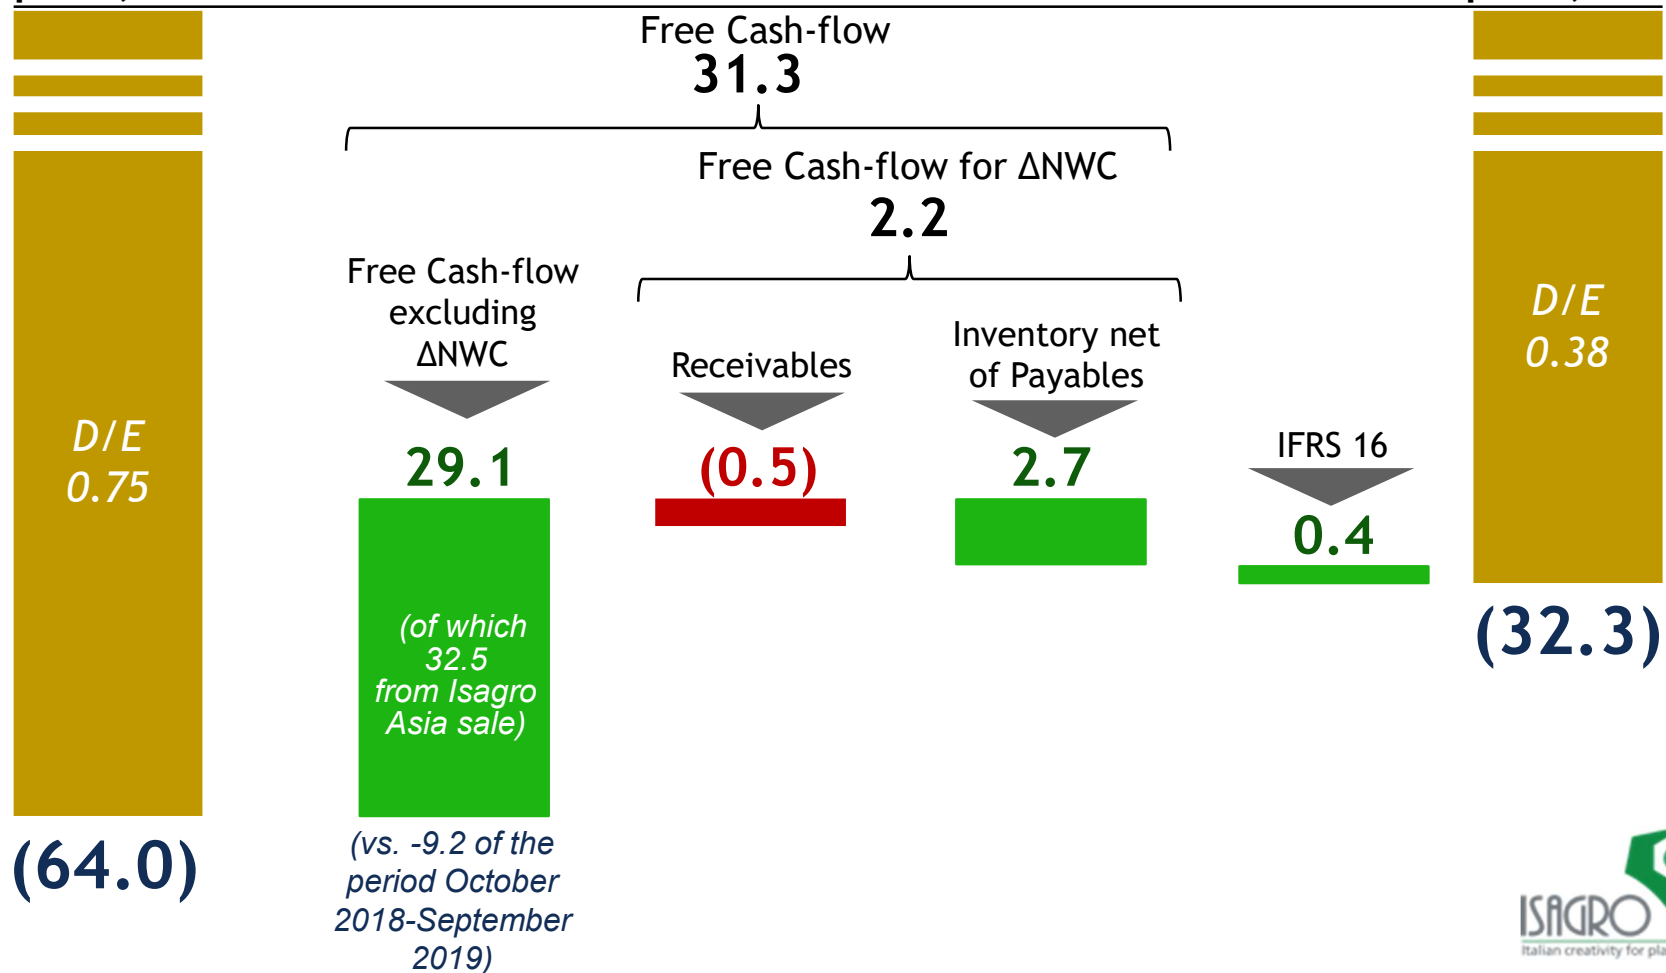 Free Cash-flow
31.3
Free Cash-flow for ΔNWC
2.2
Free Cash-flow
excluding
ΔNWC
Receivables
Inventory net
of Payables
IFRS 16
D/E
0.75
29.1
(0.5)
2.7
0.4
D/E
0.38
(of which
32.5
from Isagro
Asia sale)
(64.0)
(32.3)
(vs. -9.2 of the
period October
2018-September
2019)
ISAGRO
Italian creativity for